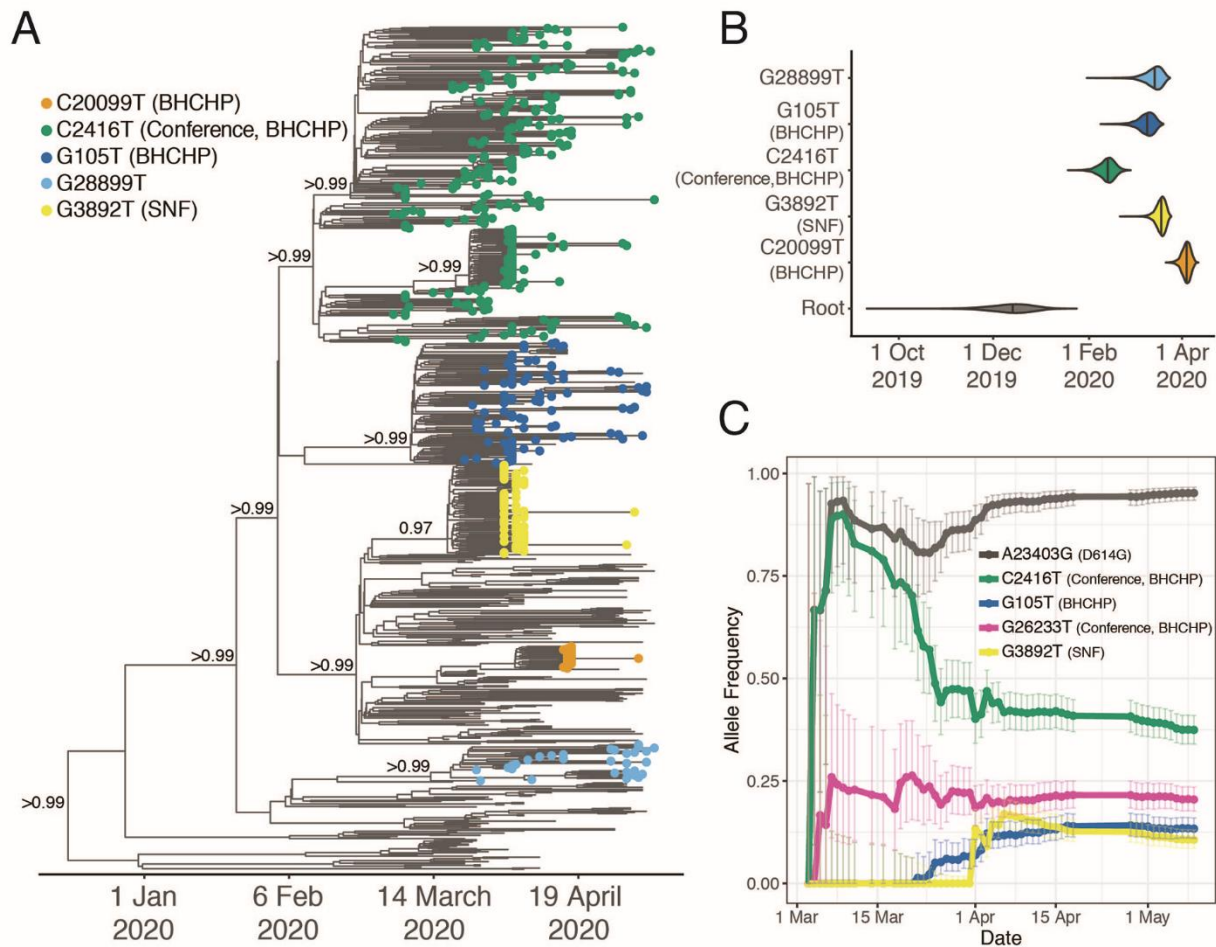 A
C20099T (BHCHP)
C2416T (Conference, BHCHP)
G105T (BHCHP)
G28899T
G3892T (SNF)
>0.99
>0.99
>0.99
>0.99
>0.99
0.97
>0.99
>0.99
>0.99
1 Jan
2020
6 Feb
2020
14 March
2020
19 April
2020
B
G28899T
G105T
(BHCHP)
C2416T
(Conference,BHCHP)
G3892T
(SNF)
C20099T
(BHCHP)
Root
1 Oct
2019
1 Dec
2019
1 Feb
2020
1 Apr
2020
C
Allele Frequency
1.00
0.75
0.50
0.25
0.00
A23403G (D614G)
C2416T (Conference, BHCHP)
G105T (BHCHP)
G26233T (Conference, BHCHP)
G3892T (SNF)
1 Mar
15 Mar
1 Apr
15 Apr
1 May
Date